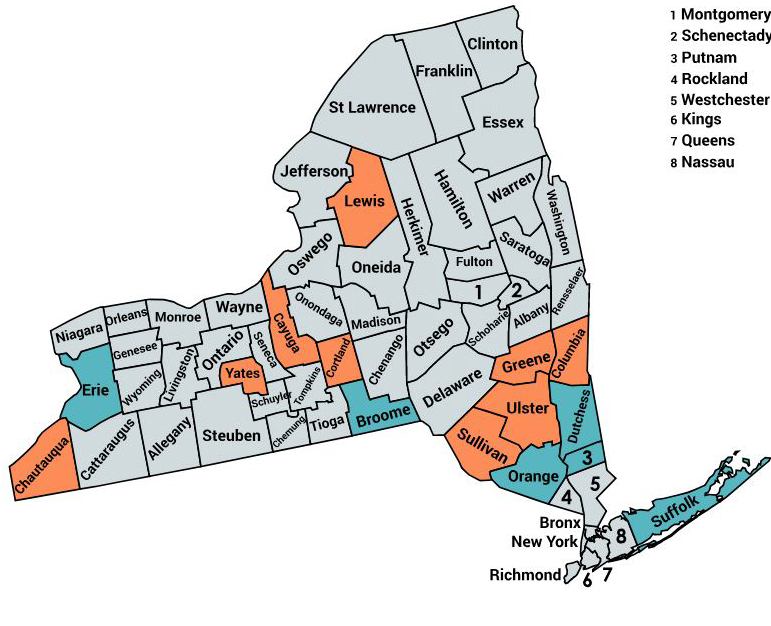 1 Montgomery
2 Schenectady
3 Putnam
4 Rockland
5 Westchester
6 Kings
7 Queens
8 Nassau
Clinton
Franklin
St Lawrence
Essex
Jefferson
Lewis
Herkimer
Hamilton
Warren
Washington
Saratoga
Oswego
Oneida
Fulton
1
2
Rensselaer
Niagara
Orleans
Monroe
Wayne
Cayuga
Onondaga
Madison
Otsego
Schoharie
Albany
Genesee
Ontario
Seneca
Erie
Wyoming
Livingston
Yates
Cortland
Chenango
Greene
Columbia
Schuyler
Tompkins
Delaware
Ulster
Dutchess
Chautauqua
Cattaraugus
Allegany
Steuben
Chemung
Tioga
Broome
Sullivan
3
Orange
4
5
Suffolk
Bronx
New York
8
Richmond
6
7